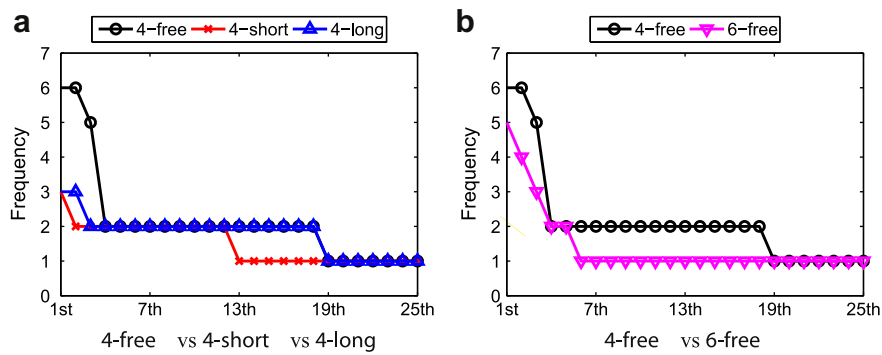 a
4−free 4−short 4−long
7
6
5
4
3
2
1
0
Frequency
1st 7th 13th 19th 25th
4-free vs 4-short vs 4-long
b
4−free 6−free
7
6
5
4
3
2
1
0
Frequency
1st 7th 13th 19th 25th
4-free vs 6-free